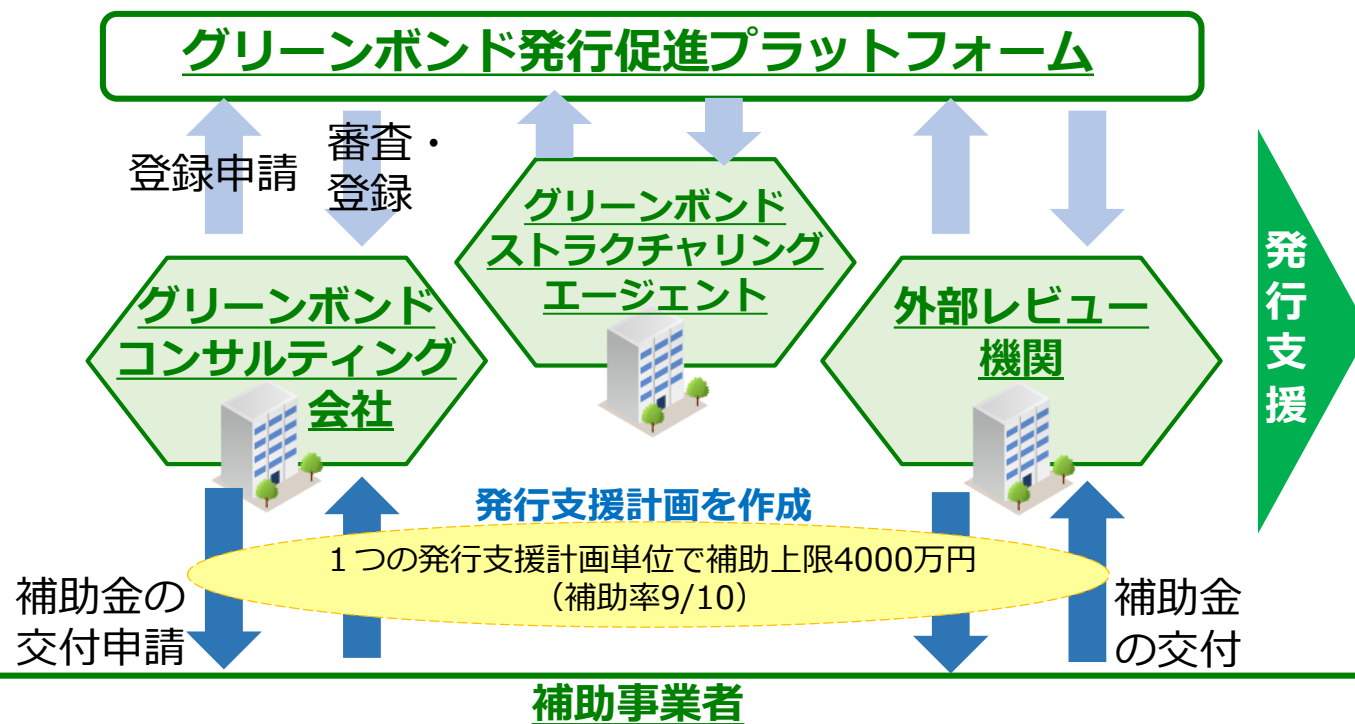 グリーンボンド発行促進プラットフォーム
登録申請
審査・
登録
グリーンボンド
ストラクチャリング
エージェント
グリーンボンド
コンサルティング
会社
外部レビュー
機関
発行支援
発行支援計画を作成
１つの発行支援計画単位で補助上限4000万円
（補助率9/10）
補助金の
交付申請
補助金
の交付
補助事業者